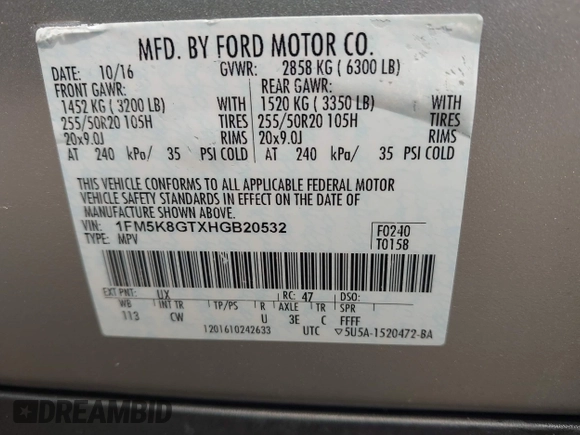 MFD. BY FORD MOTOR CO.
DATE: 10/16 GVWR: 2858 KG ( 6300 LB)
FRONT GAWR: REAR GAWR:
1452 KG ( 3200 LB) WITH 1520 KG ( 3350 LB) WITH
255/50R20 105H TIRES 255/50R20 105H TIRES
20x9.0J RIMS 20x9.0J RIMS
AT 240 kPa/ 35 PSI COLD AT 240 kPa/ 35 PSI COLD
THIS VEHICLE CONFORMS TO ALL APPLICABLE FEDERAL MOTOR
VEHICLE SAFETY STANDARDS IN EFFECT ON THE DATE OF
MANUFACTURE SHOWN ABOVE.
VIN: 1FM5K8GTXHGB20532 F0240
TYPE: MPV T0158
EXT PNT: UX RC: 47 DSO:
WB INT TR TP/PS R AXLE TR SPR
113 CW U 3E C FFFF
1201610242633 UTC ▽5U5A-1520472-BA
DREAMBID